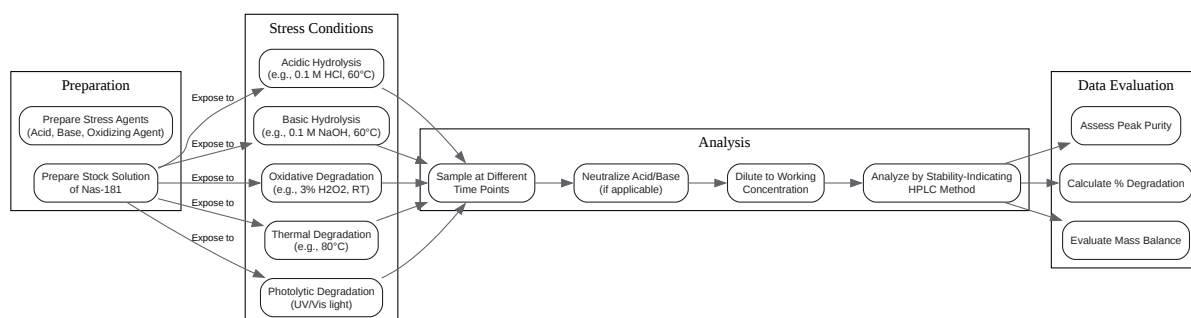 Preparation
Prepare Stress Agents
(Acid, Base, Oxidizing Agent)
Prepare Stock Solution
of Nas-181
Expose to
Expose to
Expose to
Expose to
Expose to
Stress Conditions
Acidic Hydrolysis
(e.g., 0.1 M HCl, 60°C)
Basic Hydrolysis
(e.g., 0.1 M NaOH, 60°C)
Oxidative Degradation
(e.g., 3% H2O2, RT)
Thermal Degradation
(e.g., 80°C)
Photolytic Degradation
(UV/Vis light)
Analysis
Sample at Different
Time Points
Neutralize Acid/Base
(if applicable)
Dilute to Working
Concentration
Analyze by Stability-Indicating
HPLC Method
Data Evaluation
Assess Peak Purity
Calculate % Degradation
Evaluate Mass Balance